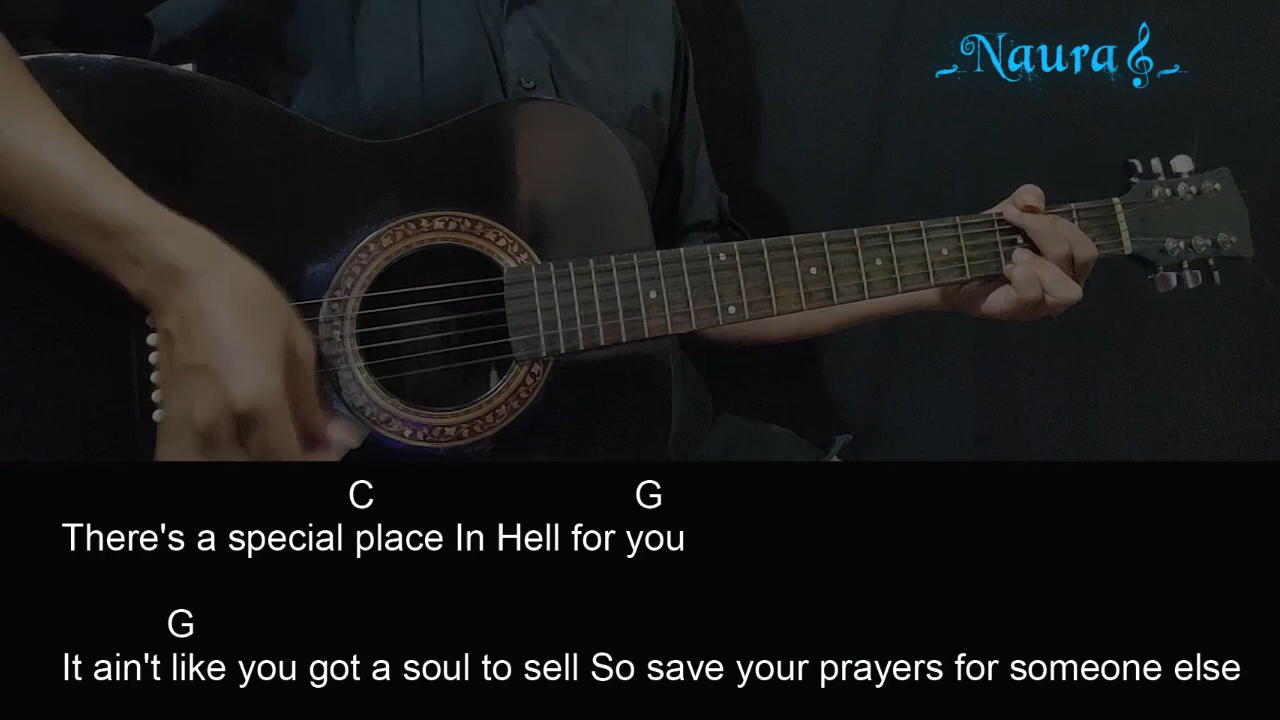 Naura
C G
There's a special place In Hell for you
G
It ain't like you got a soul to sell So save your prayers for someone else